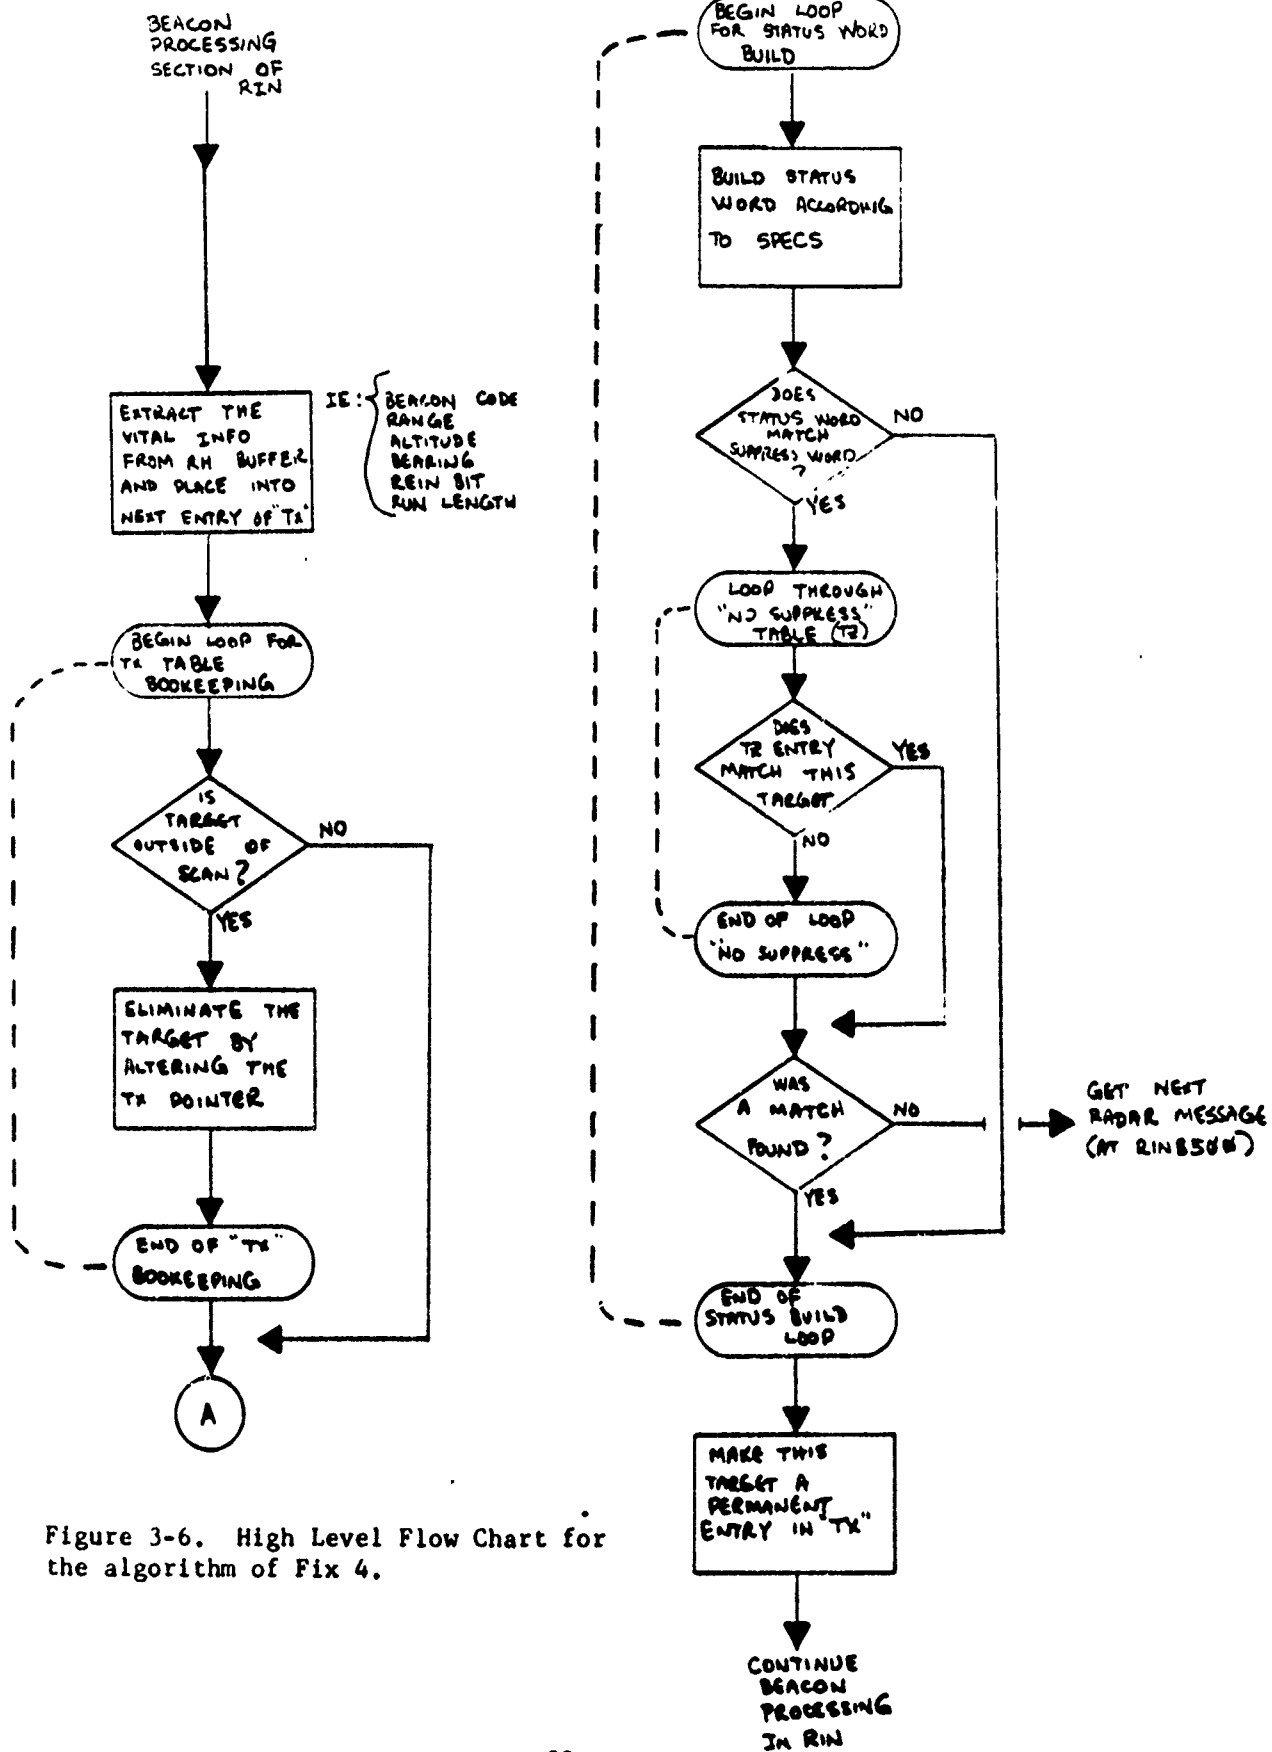 BEACON
PROCESSING
SECTION OF
RIN
EXTRACT THE
VITAL INFO
FROM RH BUFFER
AND PLACE INTO
NEXT ENTRY OF "TX"
IE:
BEACON CODE
RANGE
ALTITUDE
BEARING
REIN BIT
RUN LENGTH
BEGIN LOOP FOR
TX TABLE
BOOKEEPING
IS
TARGET
OUTSIDE OF
SCAN?
NO
YES
ELIMINATE THE
TARGET BY
ALTERING THE
TX POINTER
END OF "TX"
BOOKEEPING
A
BEGIN LOOP
FOR STATUS WORD
BUILD
BUILD STATUS
WORD ACCORDNIG
TO SPECS
DOES
STATUS WORD
MATCH
SUPPRESS WORD
?
NO
YES
LOOP THROUGH
"NO SUPPRESS"
TABLE (TZ)
DOES
TZ ENTRY
MATCH THIS
TARGET
YES
NO
END OF LOOP
"NO SUPPRESS"
WAS
A MATCH
FOUND?
NO
YES
GET NEXT
RADAR MESSAGE
(AT RIN8500)
END OF
STATUS BUILD
LOOP
MAKE THIS
TARGET A
PERMANENT
ENTRY IN "TX"
CONTINUE
BEACON
PROCESSING
IN RIN
Figure 3-6. High Level Flow Chart for
the algorithm of Fix 4.